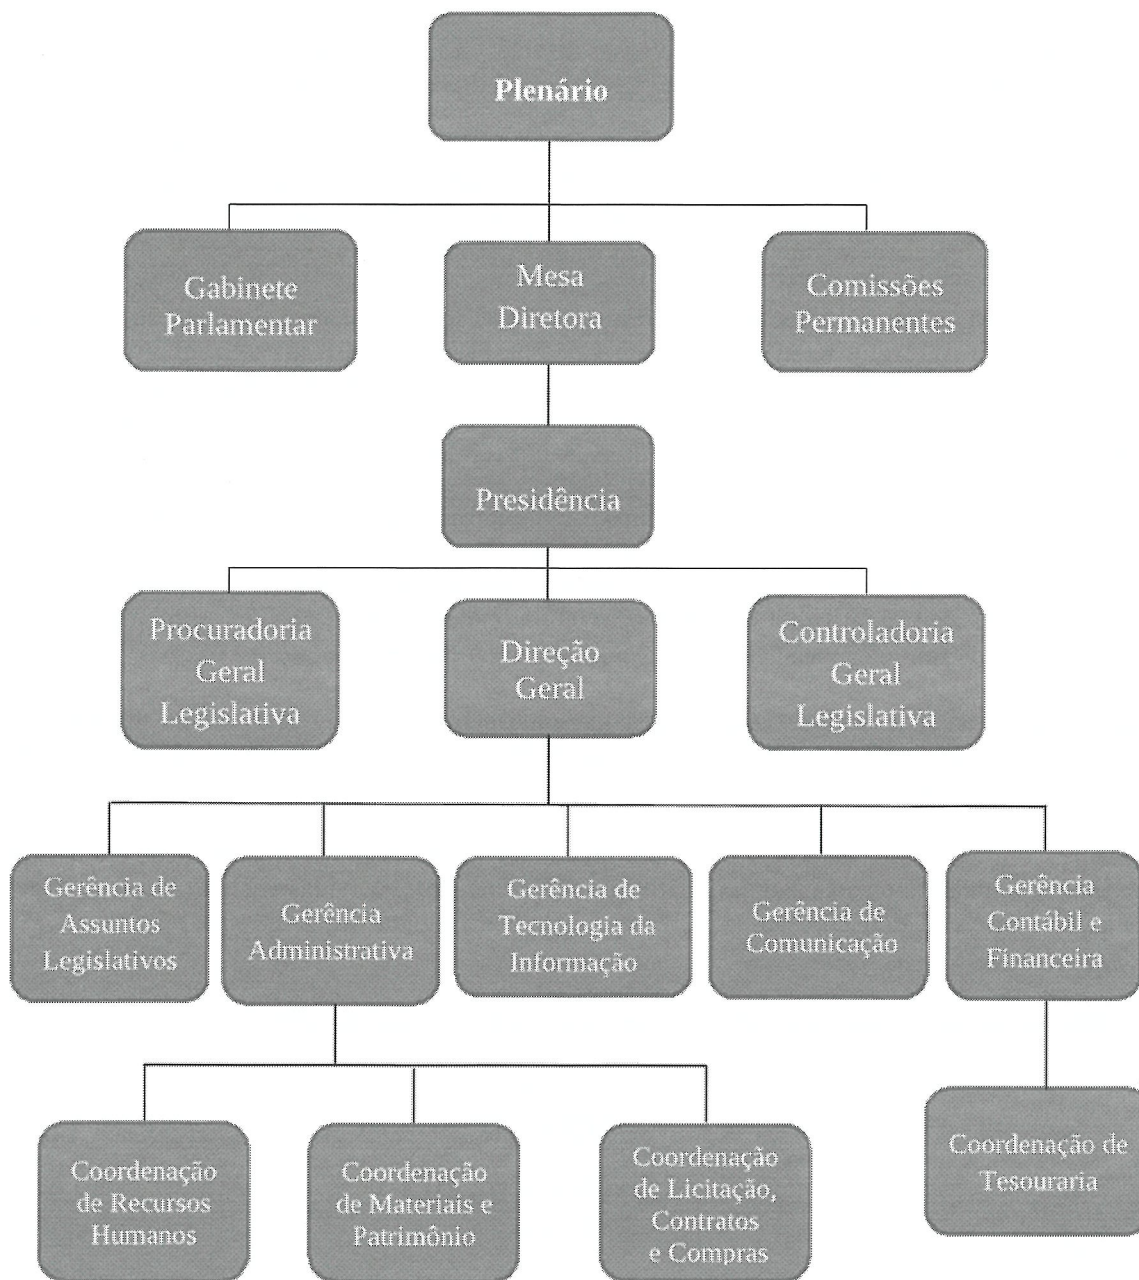 Plenário
Gabinete
Parlamentar
Mesa
Diretora
Comissões
Permanentes
Presidência
Procuradoria
Geral
Legislativa
Direção
Geral
Controladoria
Geral
Legislativa
Gerência de
Assuntos
Legislativos
Gerência
Administrativa
Gerência de
Tecnologia da
Informação
Gerência de
Comunicação
Gerência
Contábil e
Financeira
Coordenação
de Recursos
Humanos
Coordenação
de Materiais e
Patrimônio
Coordenação
de Licitação,
Contratos
e Compras
Coordenação de
Tesouraria